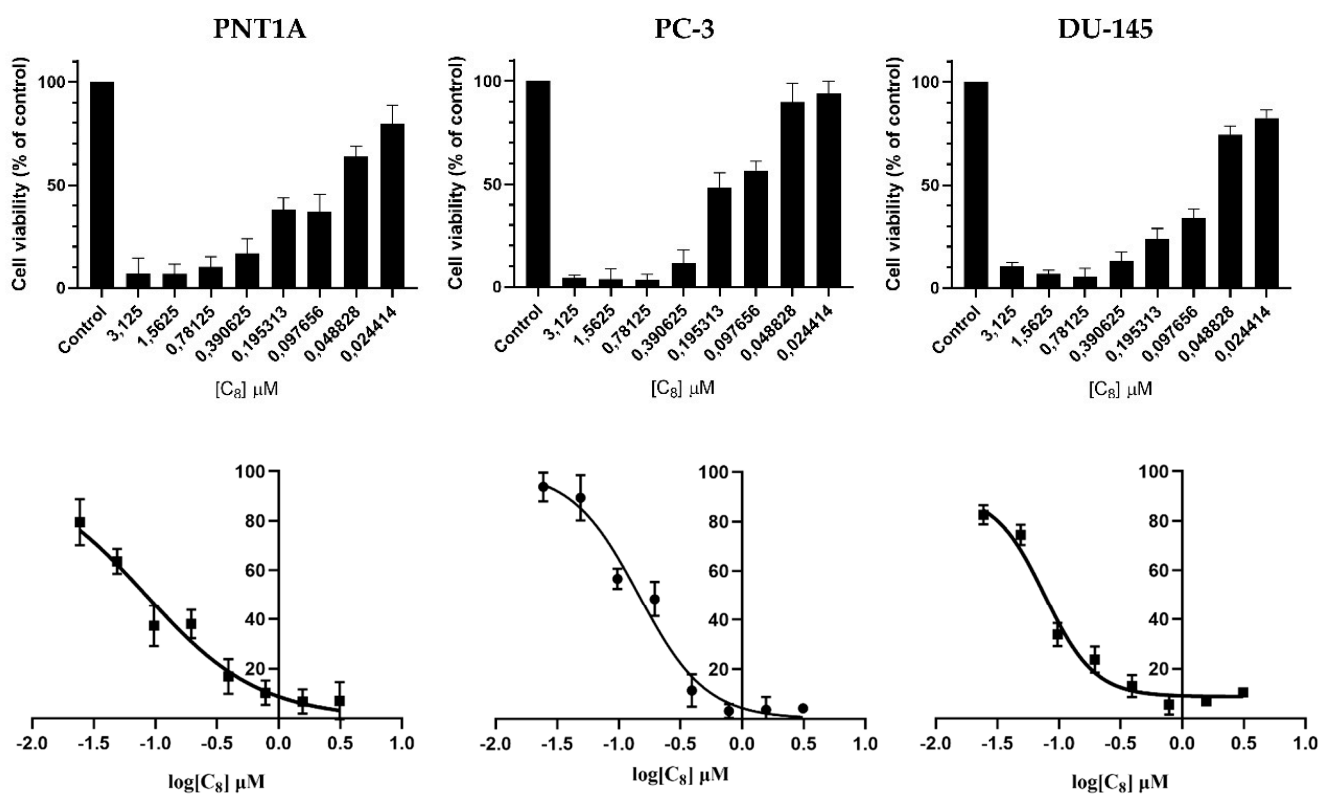 PNT1A
PC-3
DU-145
Cell viability (% of control)
100
50
0
Control
3,125
1,5625
0,78125
0,390625
0,195313
0,097656
0,048828
0,024414
[C₈] μM
Cell viability (% of control)
100
50
0
Control
3,125
1,5625
0,78125
0,390625
0,195313
0,097656
0,048828
0,024414
[C₈] μM
Cell viability (% of control)
100
50
0
Control
3,125
1,5625
0,78125
0,390625
0,195313
0,097656
0,048828
0,024414
[C₈] μM
100
80
60
40
20
-2.0 -1.5 -1.0 -0.5 0.0 0.5 1.0
log[C₈] μM
100
80
60
40
20
-2.0 -1.5 -1.0 -0.5 0.0 0.5 1.0
log[C₈] μM
100
80
60
40
20
-2.0 -1.5 -1.0 -0.5 0.0 0.5 1.0
log[C₈] μM